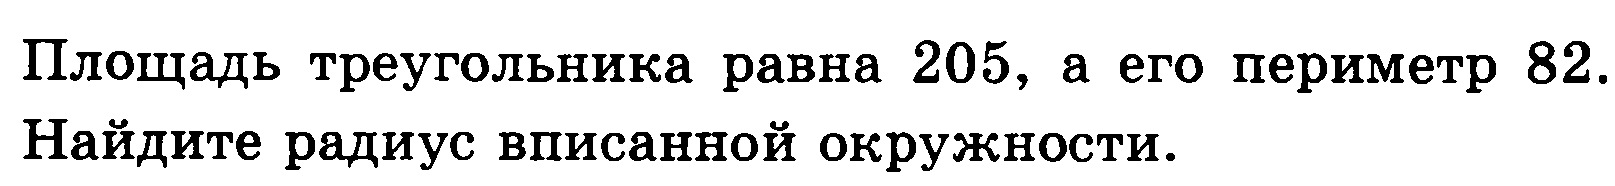 Площадь треугольника равна 205, а его периметр 82.
Найдите радиус вписанной окружности.